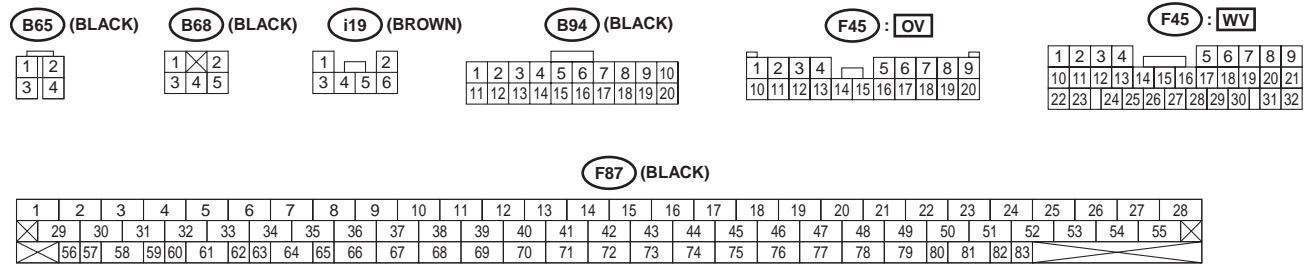 B65 (BLACK) B68 (BLACK) i19 (BROWN) B94 (BLACK) F45 : OV F45 : WV
1 2
3 4
1 2
3 4 5
1 2
3 4 5 6
1 2 3 4 5 6 7 8 9 10
11 12 13 14 15 16 17 18 19 20
1 2 3 4 5 6 7 8 9
10 11 12 13 14 15 16 17 18 19 20
1 2 3 4 5 6 7 8 9
10 11 12 13 14 15 16 17 18 19 20 21
22 23 24 25 26 27 28 29 30 31 32
F87 (BLACK)
1 2 3 4 5 6 7 8 9 10 11 12 13 14 15 16 17 18 19 20 21 22 23 24 25 26 27 28
29 30 31 32 33 34 35 36 37 38 39 40 41 42 43 44 45 46 47 48 49 50 51 52 53 54 55
56 57 58 59 60 61 62 63 64 65 66 67 68 69 70 71 72 73 74 75 76 77 78 79 80 81 82 83